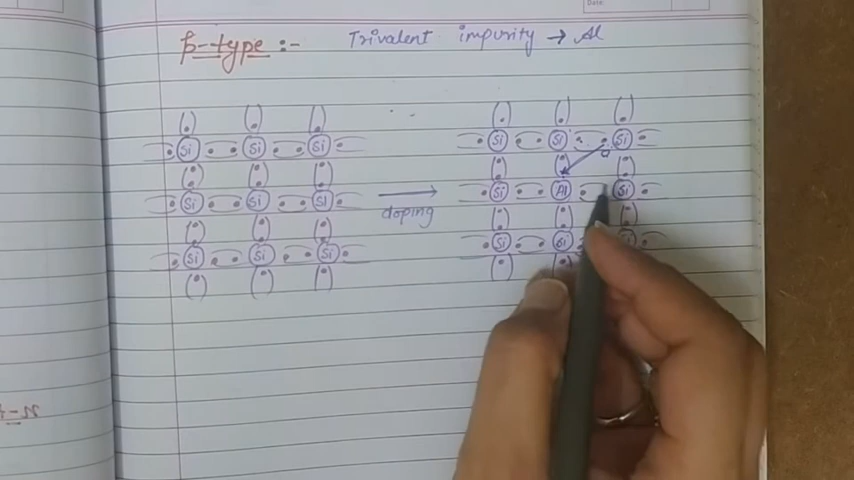 Date:
p-type :- Trivalent impurity → Al
Si Si Si Si Si Si
Si Si Si → Si Al Si
doping
Si Si Si Si Si